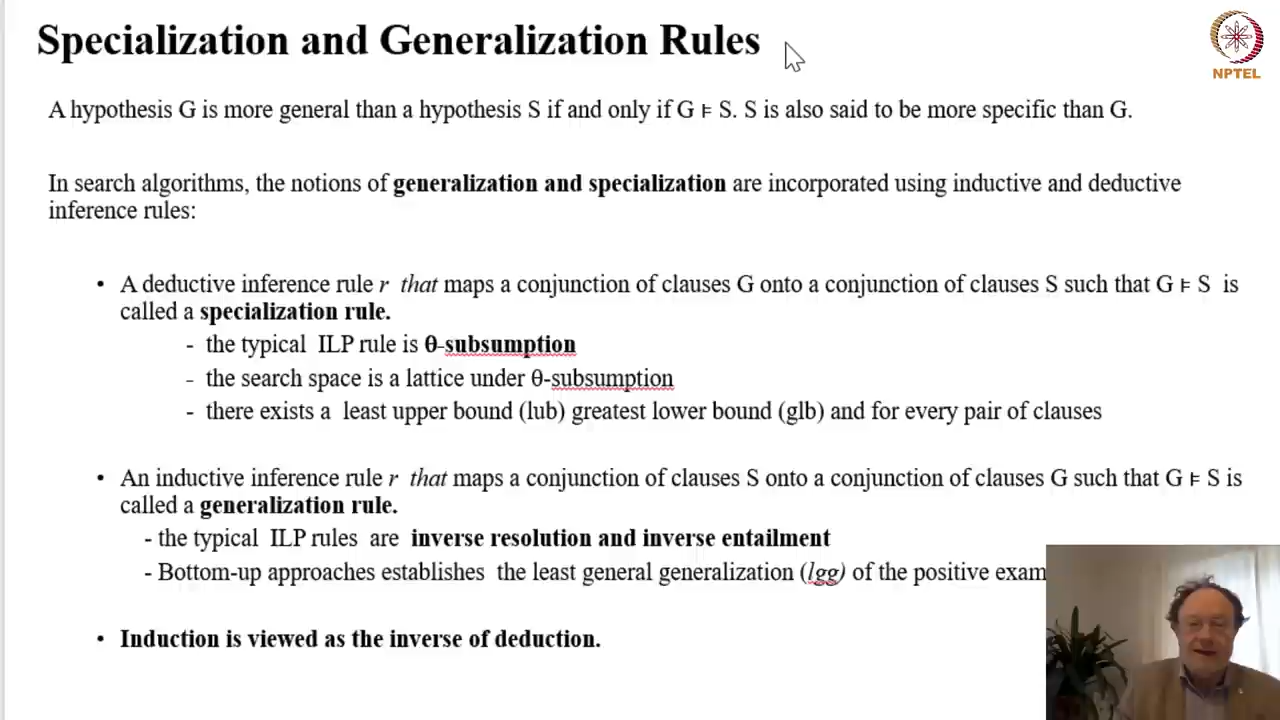 Specialization and Generalization Rules
NPTEL
A hypothesis G is more general than a hypothesis S if and only if G ⊧ S. S is also said to be more specific than G.
In search algorithms, the notions of generalization and specialization are incorporated using inductive and deductive
inference rules:
• A deductive inference rule r that maps a conjunction of clauses G onto a conjunction of clauses S such that G ⊧ S is
called a specialization rule.
- the typical ILP rule is θ-subsumption
- the search space is a lattice under θ-subsumption
- there exists a least upper bound (lub) greatest lower bound (glb) and for every pair of clauses
• An inductive inference rule r that maps a conjunction of clauses S onto a conjunction of clauses G such that G ⊧ S is
called a generalization rule.
- the typical ILP rules are inverse resolution and inverse entailment
- Bottom-up approaches establishes the least general generalization (lgg) of the positive exam
• Induction is viewed as the inverse of deduction.